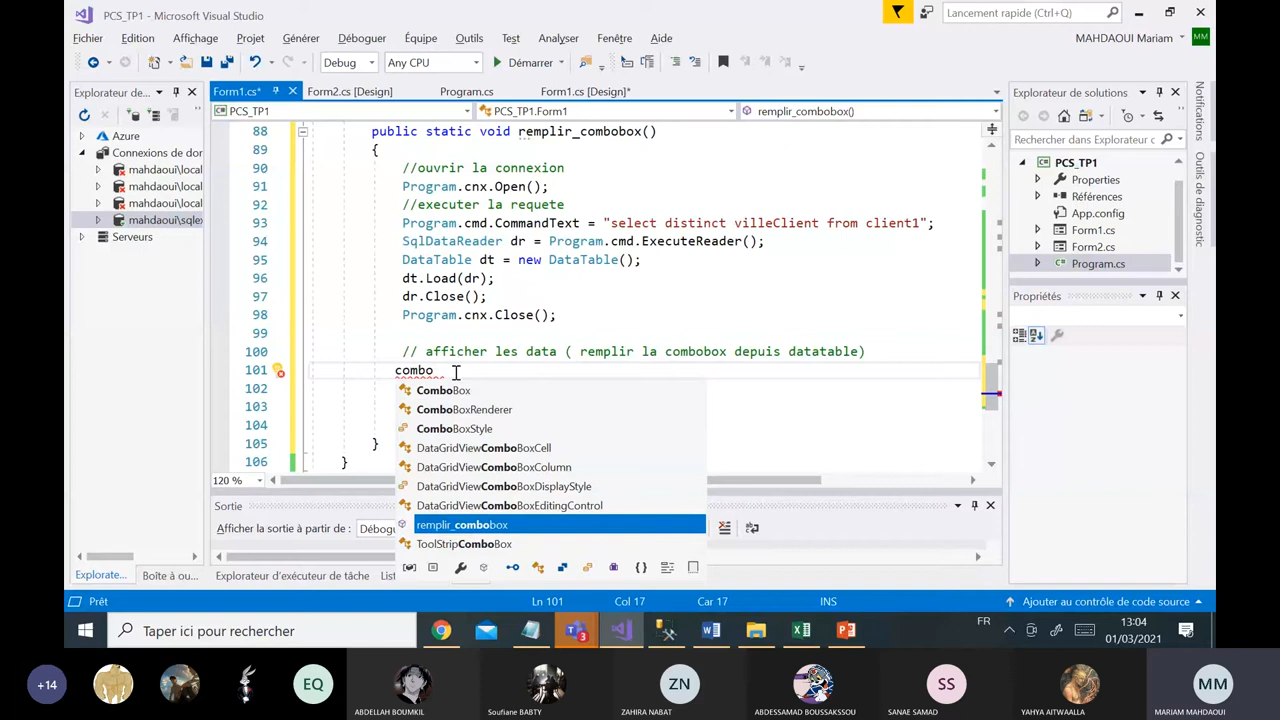 PCS_TP1 - Microsoft Visual Studio
Lancement rapide (Ctrl+Q)
Fichier Edition Affichage Projet Générer Déboguer Équipe Outils Test Analyser Fenêtre Aide
MAHDAOUI Mariam MM
Debug Any CPU Démarrer
Explorateur de don
Form1.cs* Form2.cs [Design] Program.cs Form1.cs [Design]*
Explorateur de solutions
PCS_TP1 PCS_TP1.Form1 remplir_combobox()
Rechercher dans Explorateur de
Azure
Connexions de dor
mahdaoui\local
mahdaoui\local
mahdaoui\local
mahdaoui\sqlex
Serveurs
88 public static void remplir_combobox()
89 {
90 //ouvrir la connexion
91 Program.cnx.Open();
92 //executer la requete
93 Program.cmd.CommandText = "select distinct villeClient from client1";
94 SqlDataReader dr = Program.cmd.ExecuteReader();
95 DataTable dt = new DataTable();
96 dt.Load(dr);
97 dr.Close();
98 Program.cnx.Close();
99
100 // afficher les data ( remplir la combobox depuis datatable)
101 combo
102
103
104
105 }
106 }
ComboBox
ComboBoxRenderer
ComboBoxStyle
DataGridViewComboBoxCell
DataGridViewComboBoxColumn
DataGridViewComboBoxDisplayStyle
DataGridViewComboBoxEditingControl
remplir_combobox
ToolStripComboBox
PCS_TP1
Properties
Références
App.config
Form1.cs
Form2.cs
Program.cs
Propriétés
Notifications
Outils de diagnostic
120 %
Sortie
Afficher la sortie à partir de : Débog
Explorate... Boîte à ou... Explorateur d'exécuteur de tâche List
Prêt Ln 101 Col 17 Car 17 INS Ajouter au contrôle de code source
Taper ici pour rechercher
3
FR
13:04
01/03/2021
+14
EQ
ZN
SS
MM
ABDELLAH BOUMKIL
Soufiane BABTY
ZAHIRA NABAT
ABDESSAMAD BOUSSAKSSOU
SANAE SAMAD
YAHYA AITWAALLA
MARIAM MAHDAOUI